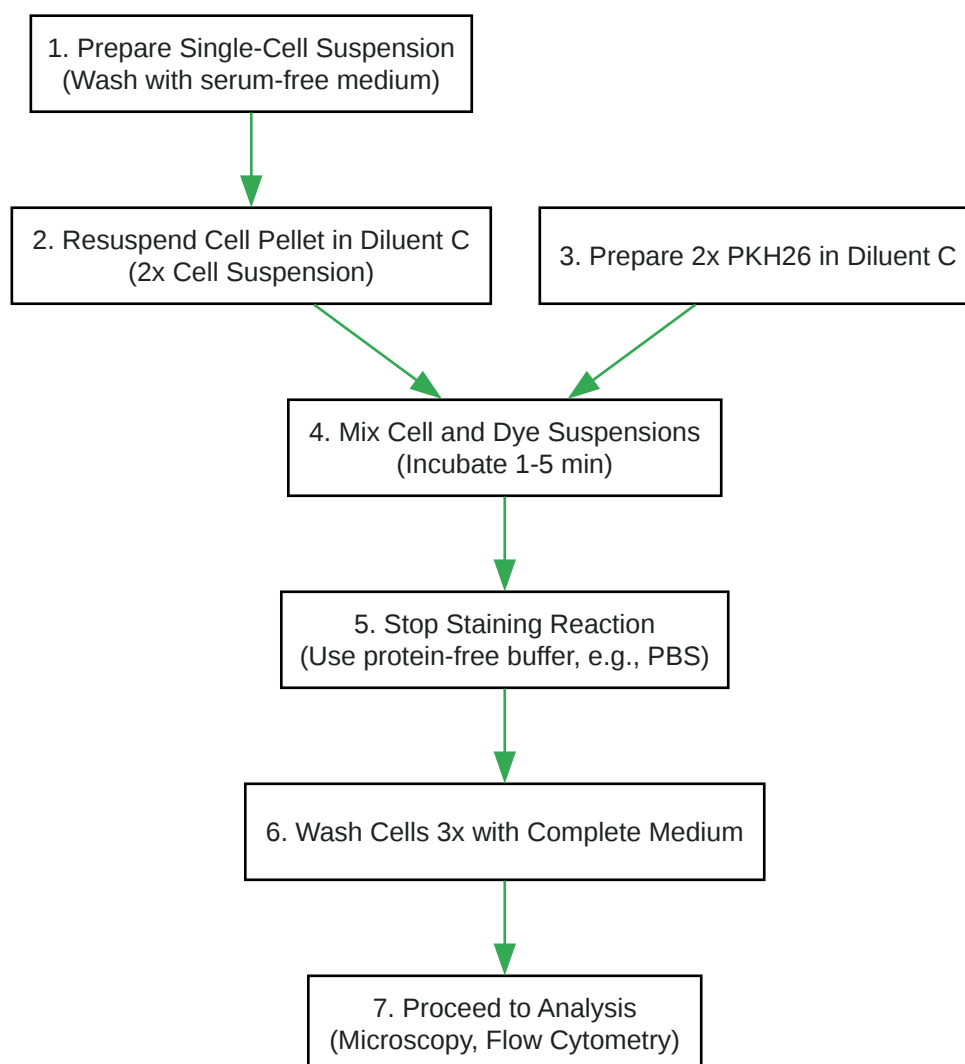 1. Prepare Single-Cell Suspension
(Wash with serum-free medium)
2. Resuspend Cell Pellet in Diluent C
(2x Cell Suspension)
3. Prepare 2x PKH26 in Diluent C
4. Mix Cell and Dye Suspensions
(Incubate 1-5 min)
5. Stop Staining Reaction
(Use protein-free buffer, e.g., PBS)
6. Wash Cells 3x with Complete Medium
7. Proceed to Analysis
(Microscopy, Flow Cytometry)